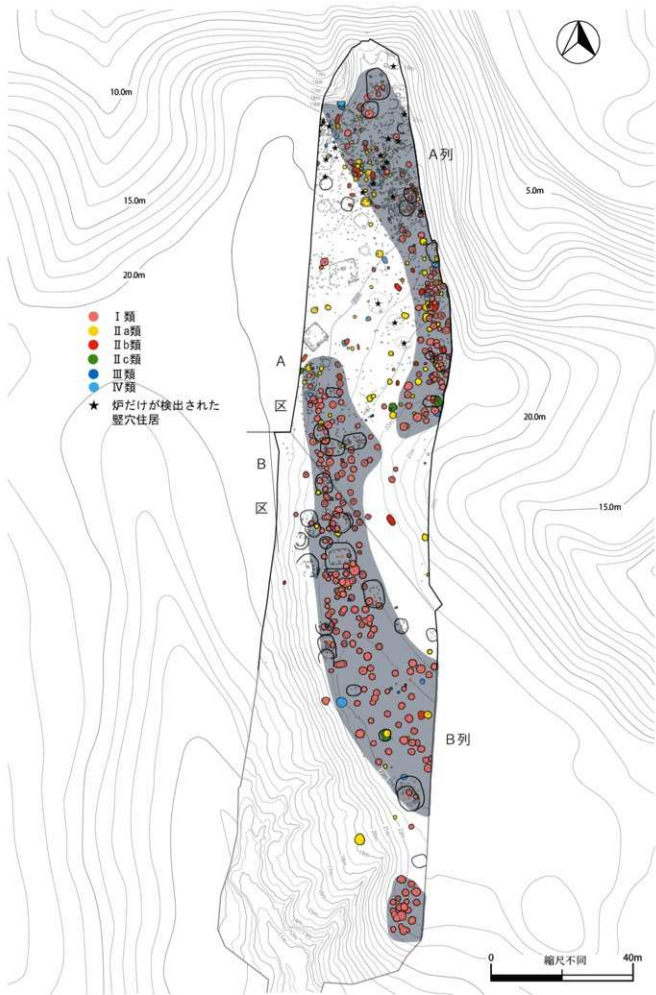 10.0m
A列
15.0m
5.0m
20.0m
Ⅰ類
Ⅱa類
Ⅱb類
Ⅱc類
Ⅲ類
Ⅳ類
★ 炉だけが検出された
竪穴住居
A
区
B
区
20.0m
15.0m
B列
縮尺不同
0 40m